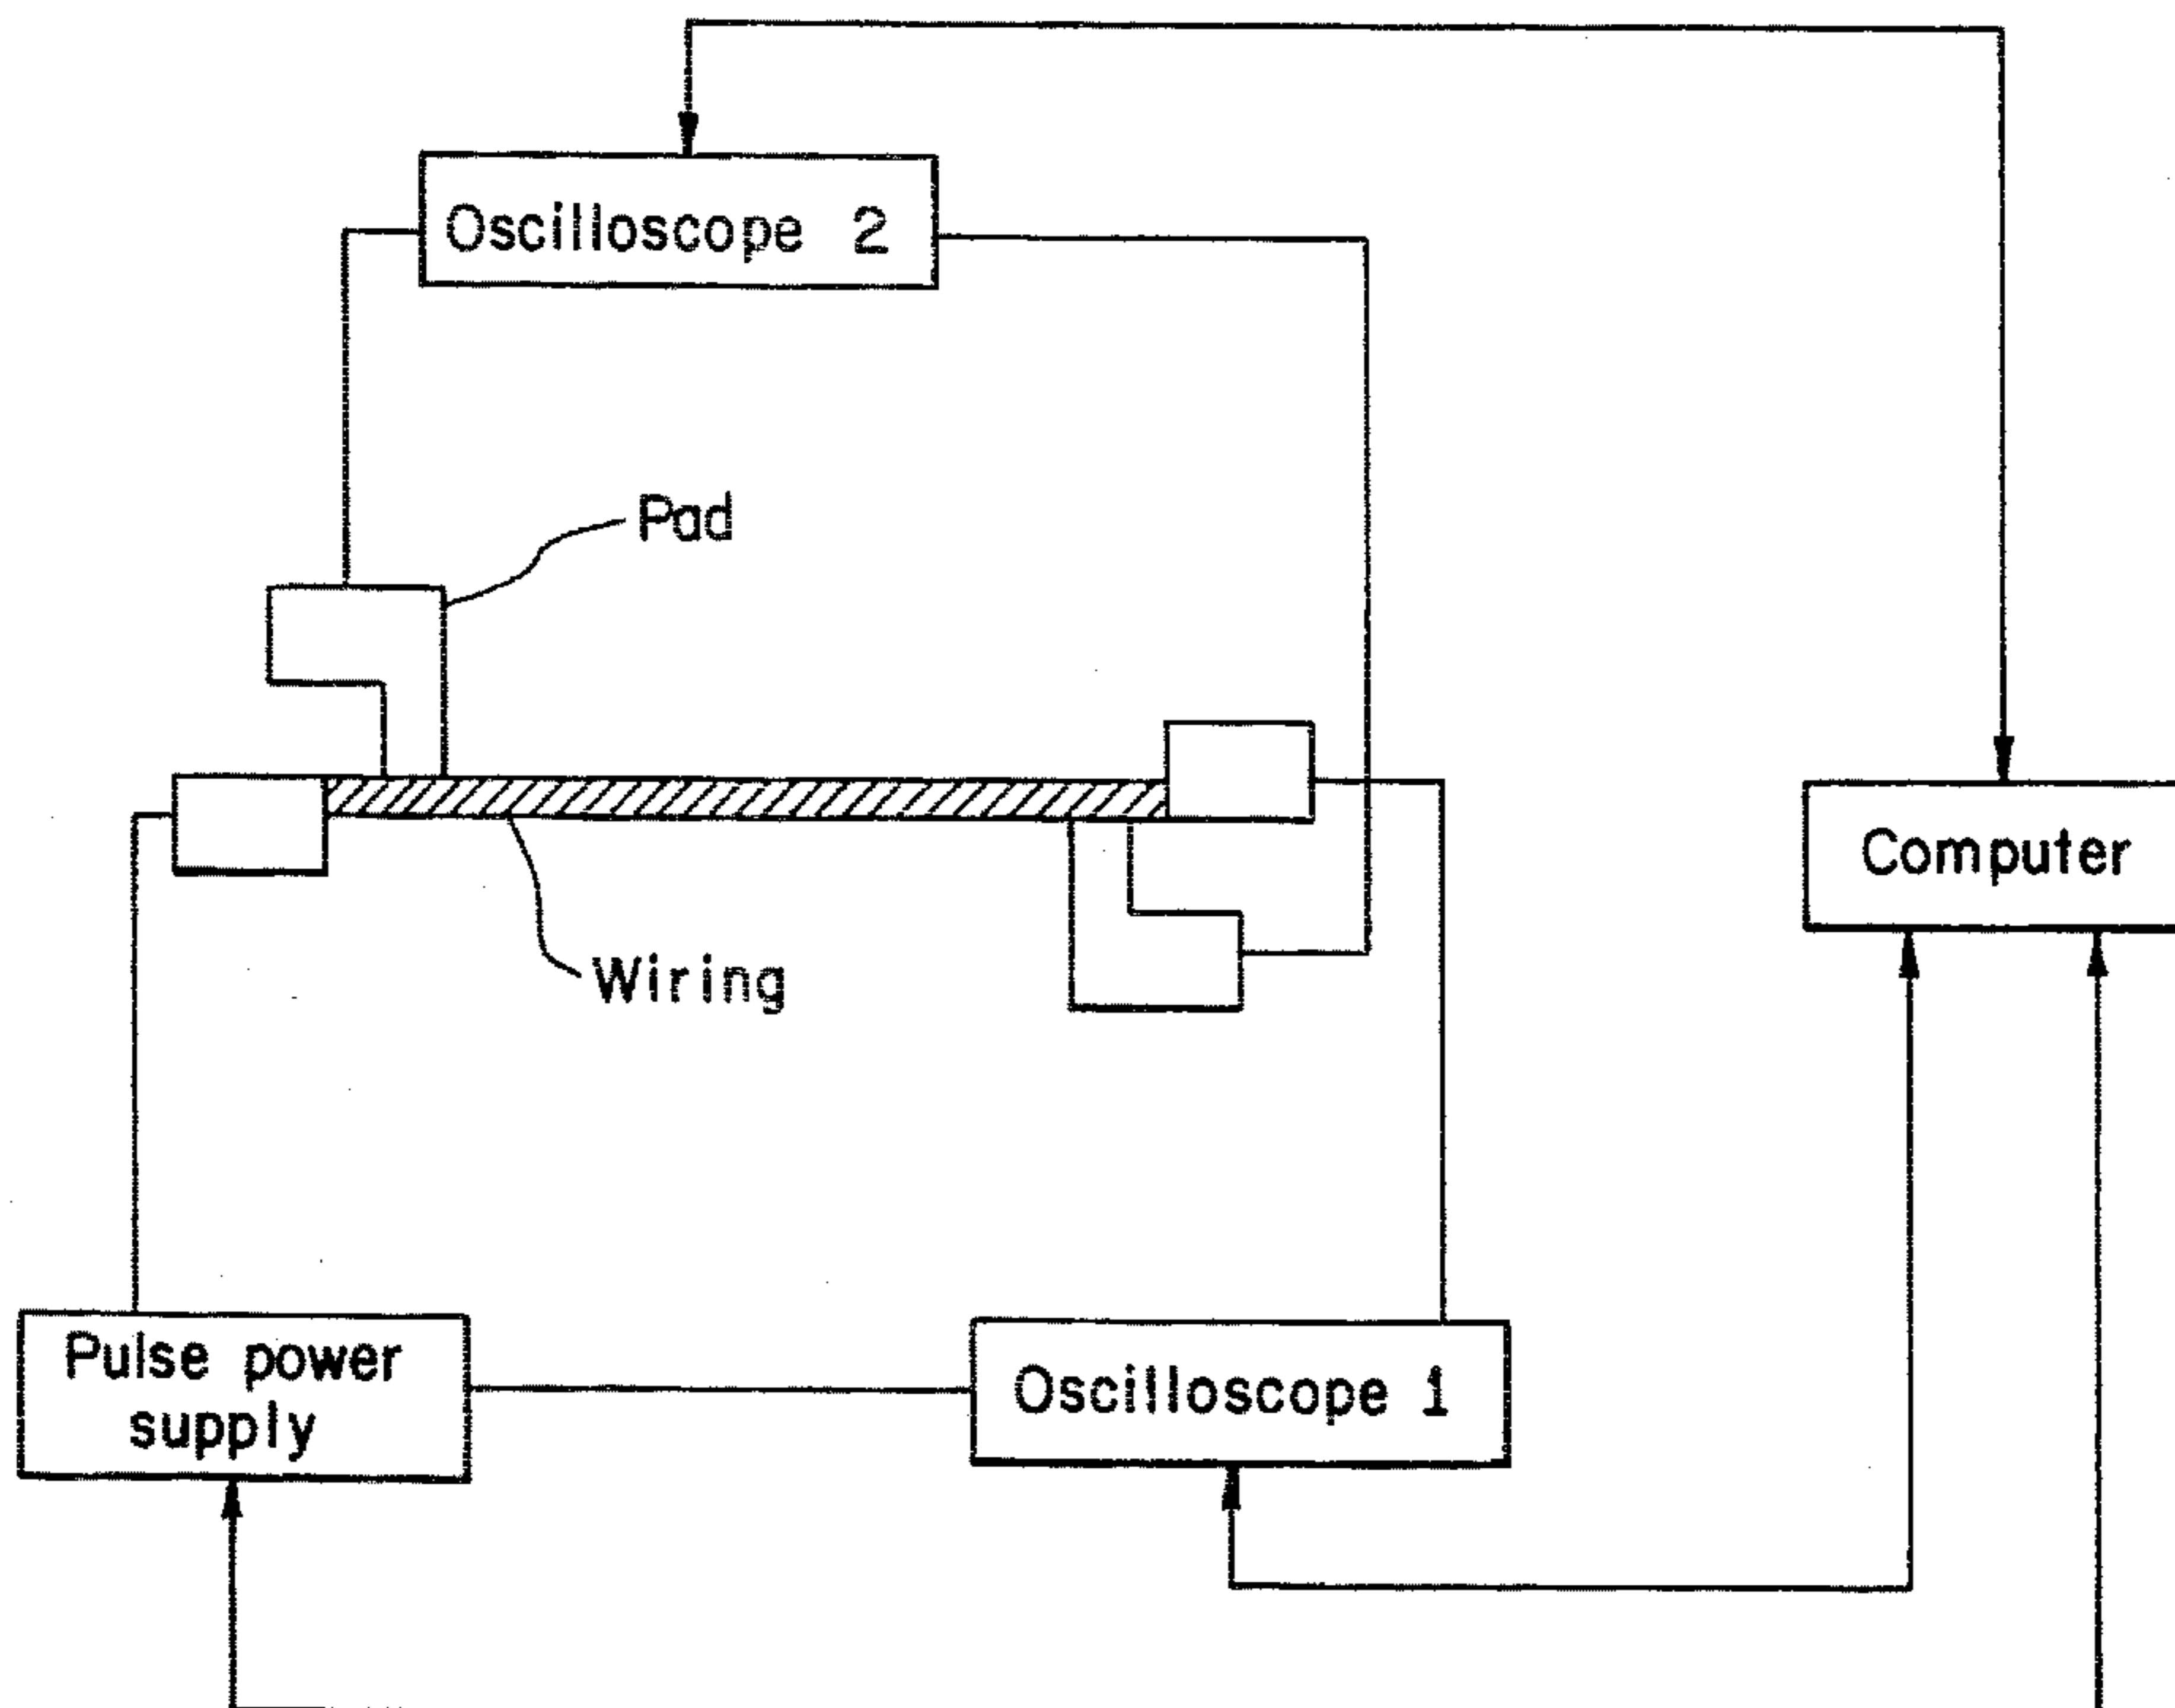 Oscilloscope 2
Pad
Computer
Wiring
Pulse power
supply
Oscilloscope 1